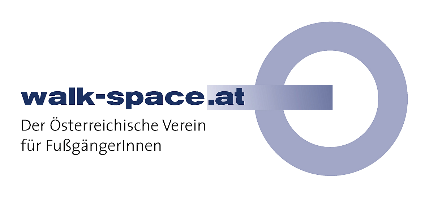 walk-space.at
Der Österreichische Verein
für FußgängerInnen